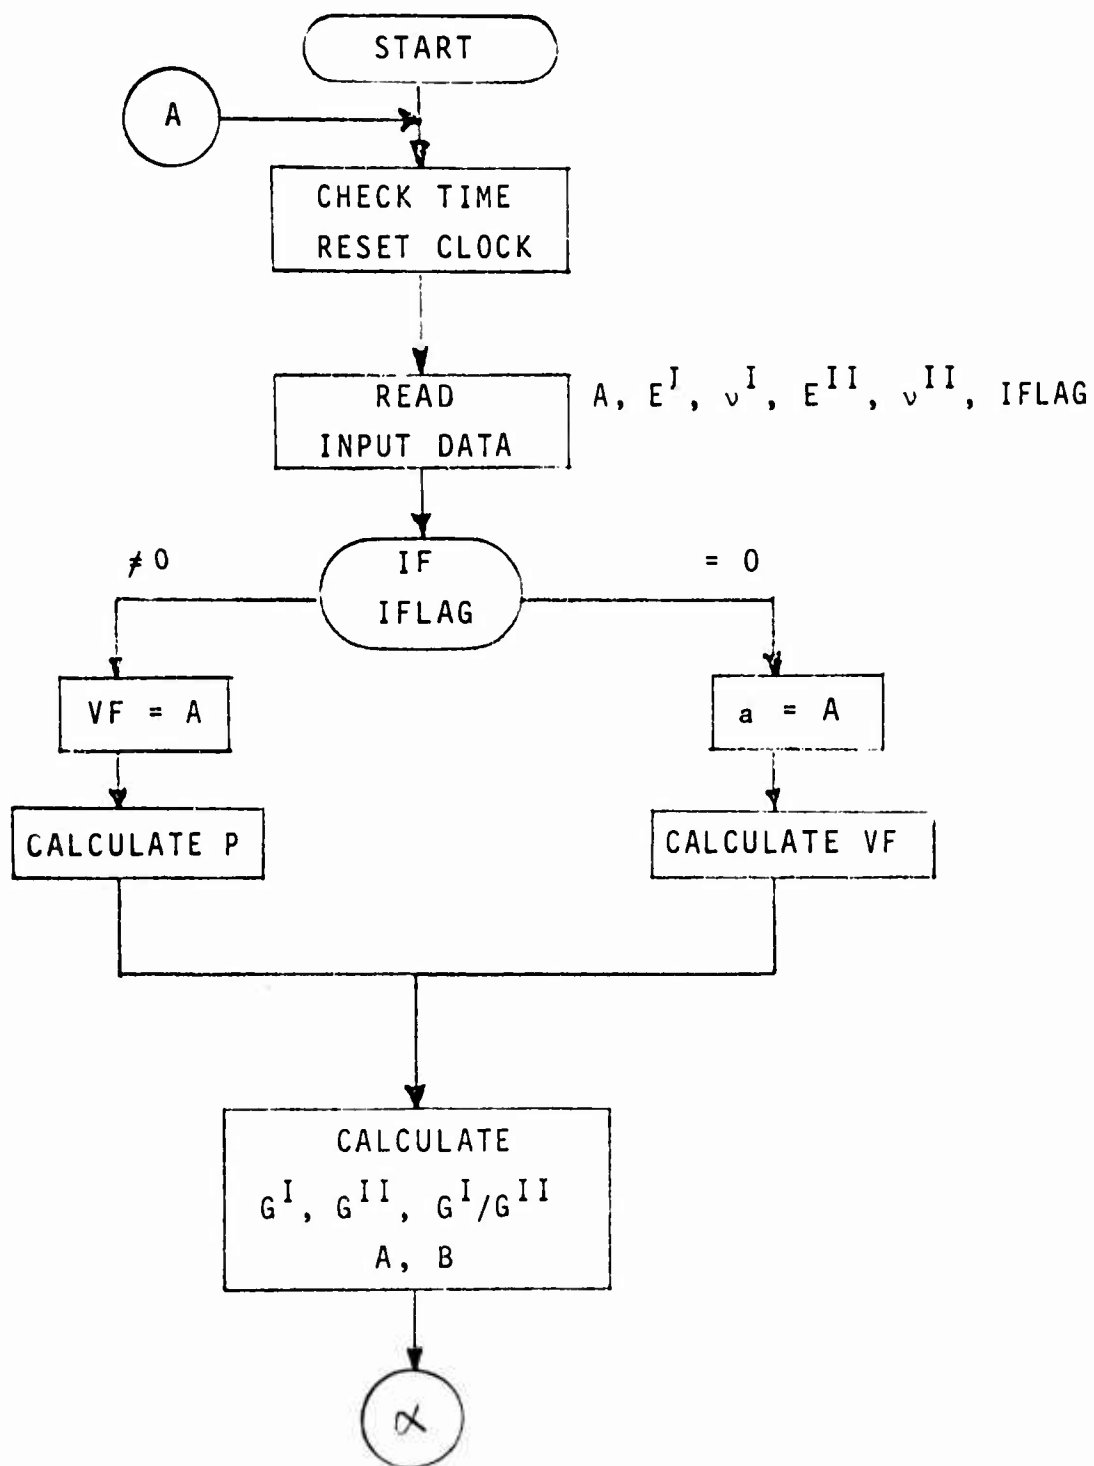 START
A
CHECK TIME
RESET CLOCK
READ
INPUT DATA
A, E^I, ν^I, E^II, ν^II, IFLAG
≠0
IF
IFLAG
= 0
VF = A
a = A
CALCULATE P
CALCULATE VF
CALCULATE
G^I, G^II, G^I/G^II
A, B
α